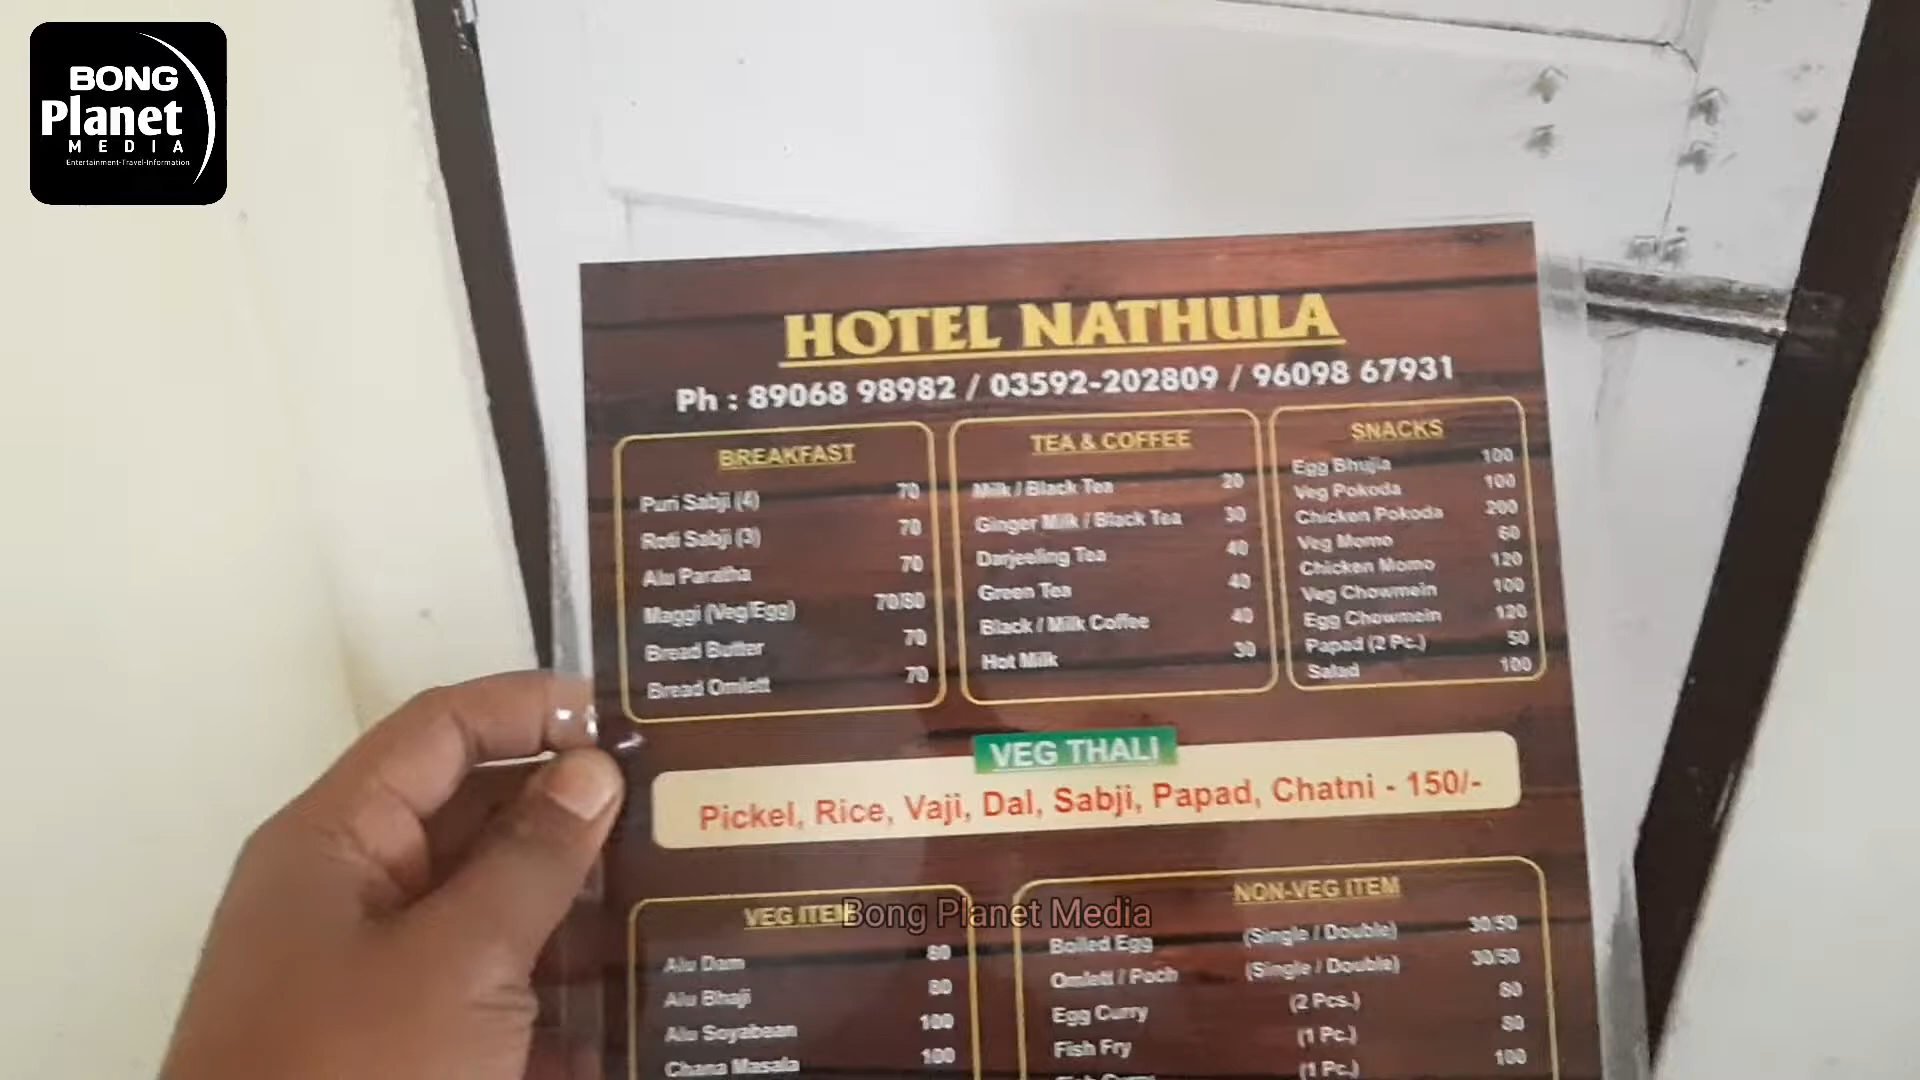 BONG
Planet
MEDIA
Entertainment-Travel-Information
HOTEL NATHULA
Ph : 89068 98982 / 03592-202809 / 96098 67931
BREAKFAST
Puri Sabji (4) 70
Roti Sabji (3) 70
Alu Paratha 70
Maggi (Veg/Egg) 70/80
Bread Butter 70
Bread Omlett 70
TEA & COFFEE
Milk / Black Tea 20
Ginger Milk / Black Tea 30
Darjeeling Tea 40
Green Tea 40
Black / Milk Coffee 40
Hot Milk 30
SNACKS
Egg Bhujia 100
Veg Pokoda 100
Chicken Pokoda 200
Veg Momo 60
Chicken Momo 120
Veg Chowmein 100
Egg Chowmein 120
Papad (2 Pc.) 50
Salad 100
VEG THALI
Pickel, Rice, Vaji, Dal, Sabji, Papad, Chatni - 150/-
VEG ITEM
Alu Dam 80
Alu Bhaji 80
Alu Soyabean 100
Chana Masala 100
Bong Planet Media
NON-VEG ITEM
Boiled Egg (Single / Double) 30/50
Omlett / Poch (Single / Double) 30/50
Egg Curry (2 Pcs.) 80
Fish Fry (1 Pc.) 80
(1 Pc.) 100